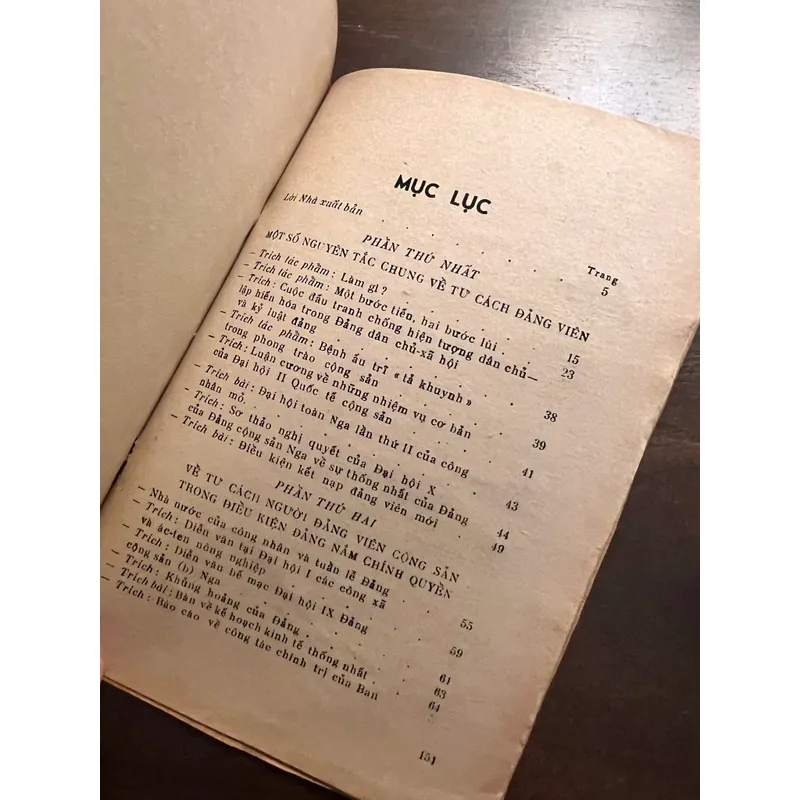 MỤC LỤC
Trang
Lời Nhà xuất bản . . . . . . . 5
PHẦN THỨ NHẤT
MỘT SỐ NGUYÊN TẮC CHUNG VỀ TƯ CÁCH ĐẢNG VIÊN
— Trích tác phẩm : Làm gì ? . . . . . 15
— Trích tác phẩm : Một bước tiến, hai bước lùi . 23
— Trích : Cuộc đấu tranh chống hiện tượng dân chủ—
lập hiến hóa trong Đảng dân chủ-xã hội
và kỷ luật đảng . . . . . 38
— Trích tác phẩm : Bệnh ấu trĩ « tả khuynh »
trong phong trào cộng sản . . . . 39
— Trích : Luận cương về những nhiệm vụ cơ bản
của Đại hội II Quốc tế cộng sản . . . 41
— Trích bài : Đại hội toàn Nga lần thứ II của công
nhân mỏ. . . . . . 43
— Trích : Sơ thảo nghị quyết của Đại hội X
của Đảng cộng sản Nga về sự thống nhất của Đảng 44
— Trích bài : Điều kiện kết nạp đảng viên mới . 49
PHẦN THỨ HAI
VỀ TƯ CÁCH NGƯỜI ĐẢNG VIÊN CỘNG SẢN
TRONG ĐIỀU KIỆN ĐẢNG NẮM CHÍNH QUYỀN
— Nhà nước của công nhân và tuần lễ Đảng . 55
— Trích : Diễn văn tại Đại hội I các công xã
và ác-ten nông nghiệp . . . . 59
— Trích : Diễn văn bế mạc Đại hội IX Đảng
cộng sản (b) Nga . . . . . 61
— Trích : Khủng hoảng của Đảng. . . . 63
— Trích bài : Bàn về kế hoạch kinh tế thống nhất . 64
— Trích : Báo cáo về công tác chính trị của Ban
151